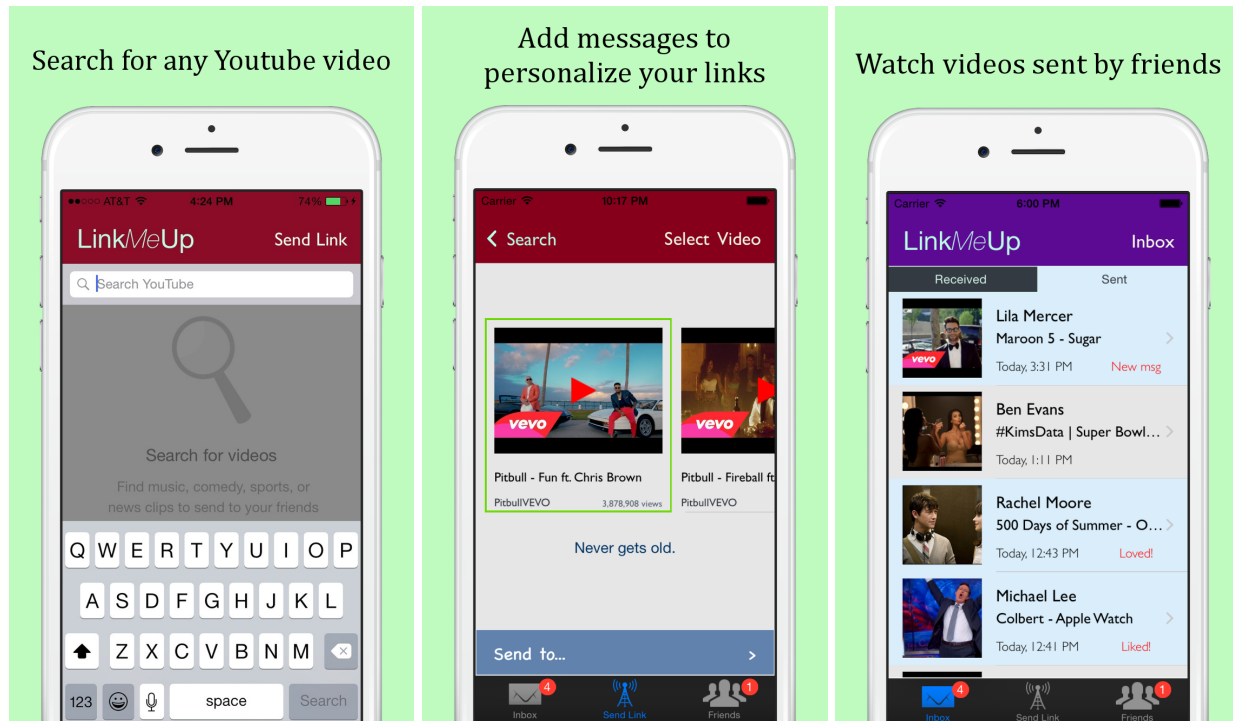 Search for any Youtube video
AT&T 4:24 PM 74%
LinkMeUp Send Link
Search YouTube
Search for videos
Find music, comedy, sports, or
news clips to send to your friends
Q W E R T Y U I O P
A S D F G H J K L
Z X C V B N M
123 space Search
Add messages to
personalize your links
Carrier 10:17 PM
Search Select Video
vevo vevo
Pitbull - Fun ft. Chris Brown Pitbull - Fireball ft
PitbullVEVO 3,878,908 views PitbullVEVO
Never gets old.
Send to... >
4 1
Inbox Send Link Friends
Watch videos sent by friends
Carrier 6:00 PM
LinkMeUp Inbox
Received Sent
Lila Mercer
Maroon 5 - Sugar
vevo
Today, 3:31 PM New msg
Ben Evans
#KimsData | Super Bowl...
Today, 1:11 PM
Rachel Moore
500 Days of Summer - O...
Today, 12:43 PM Loved!
Michael Lee
Colbert - Apple Watch
Today, 12:41 PM Liked!
4 1
Inbox Send Link Friends